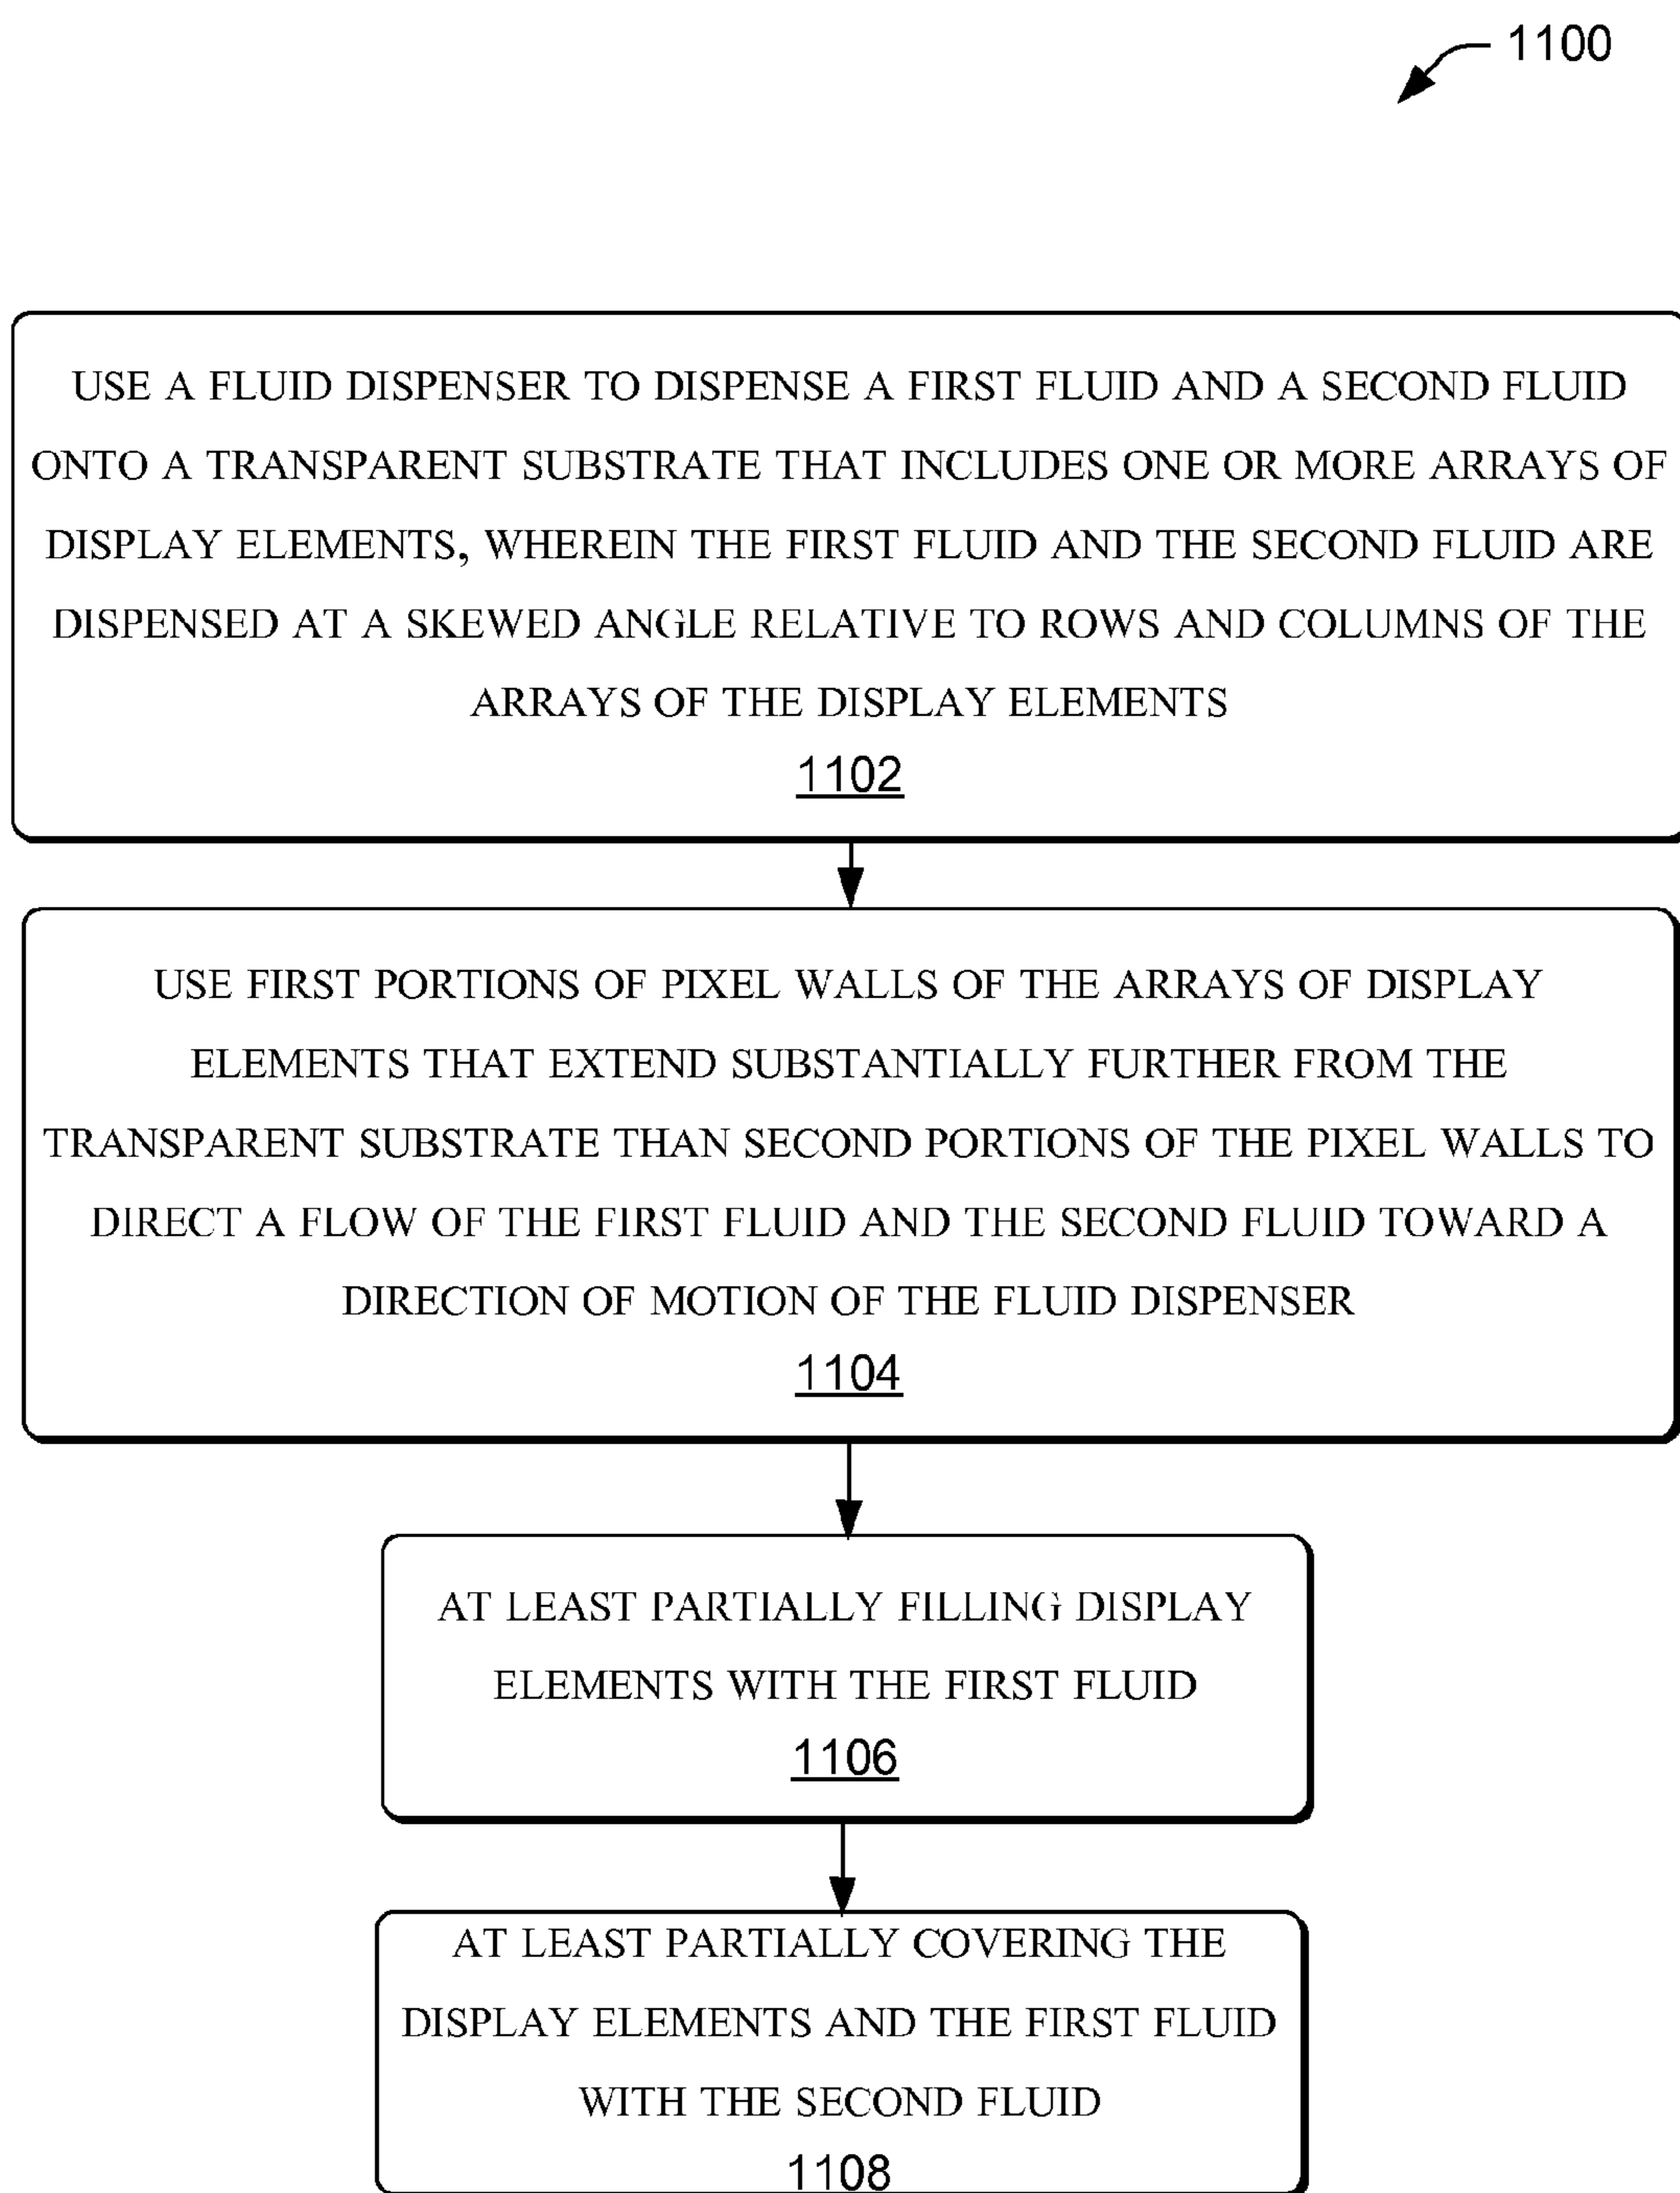 1100
USE A FLUID DISPENSER TO DISPENSE A FIRST FLUID AND A SECOND FLUID
ONTO A TRANSPARENT SUBSTRATE THAT INCLUDES ONE OR MORE ARRAYS OF
DISPLAY ELEMENTS, WHEREIN THE FIRST FLUID AND THE SECOND FLUID ARE
DISPENSED AT A SKEWED ANGLE RELATIVE TO ROWS AND COLUMNS OF THE
ARRAYS OF THE DISPLAY ELEMENTS
1102
USE FIRST PORTIONS OF PIXEL WALLS OF THE ARRAYS OF DISPLAY
ELEMENTS THAT EXTEND SUBSTANTIALLY FURTHER FROM THE
TRANSPARENT SUBSTRATE THAN SECOND PORTIONS OF THE PIXEL WALLS TO
DIRECT A FLOW OF THE FIRST FLUID AND THE SECOND FLUID TOWARD A
DIRECTION OF MOTION OF THE FLUID DISPENSER
1104
AT LEAST PARTIALLY FILLING DISPLAY
ELEMENTS WITH THE FIRST FLUID
1106
AT LEAST PARTIALLY COVERING THE
DISPLAY ELEMENTS AND THE FIRST FLUID
WITH THE SECOND FLUID
1108